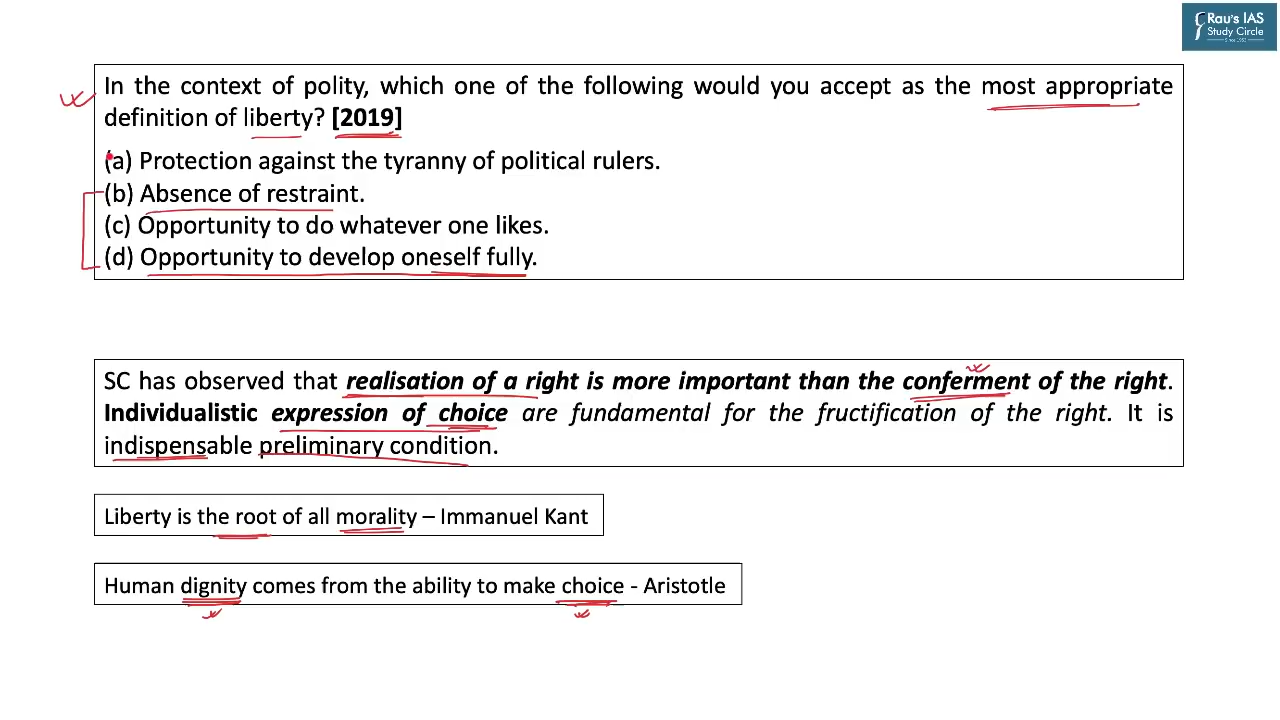 Rau's IAS
Study Circle
Since 1953
In the context of polity, which one of the following would you accept as the most appropriate
definition of liberty? [2019]
(a) Protection against the tyranny of political rulers.
(b) Absence of restraint.
(c) Opportunity to do whatever one likes.
(d) Opportunity to develop oneself fully.
SC has observed that realisation of a right is more important than the conferment of the right.
Individualistic expression of choice are fundamental for the fructification of the right. It is
indispensable preliminary condition.
Liberty is the root of all morality – Immanuel Kant
Human dignity comes from the ability to make choice - Aristotle